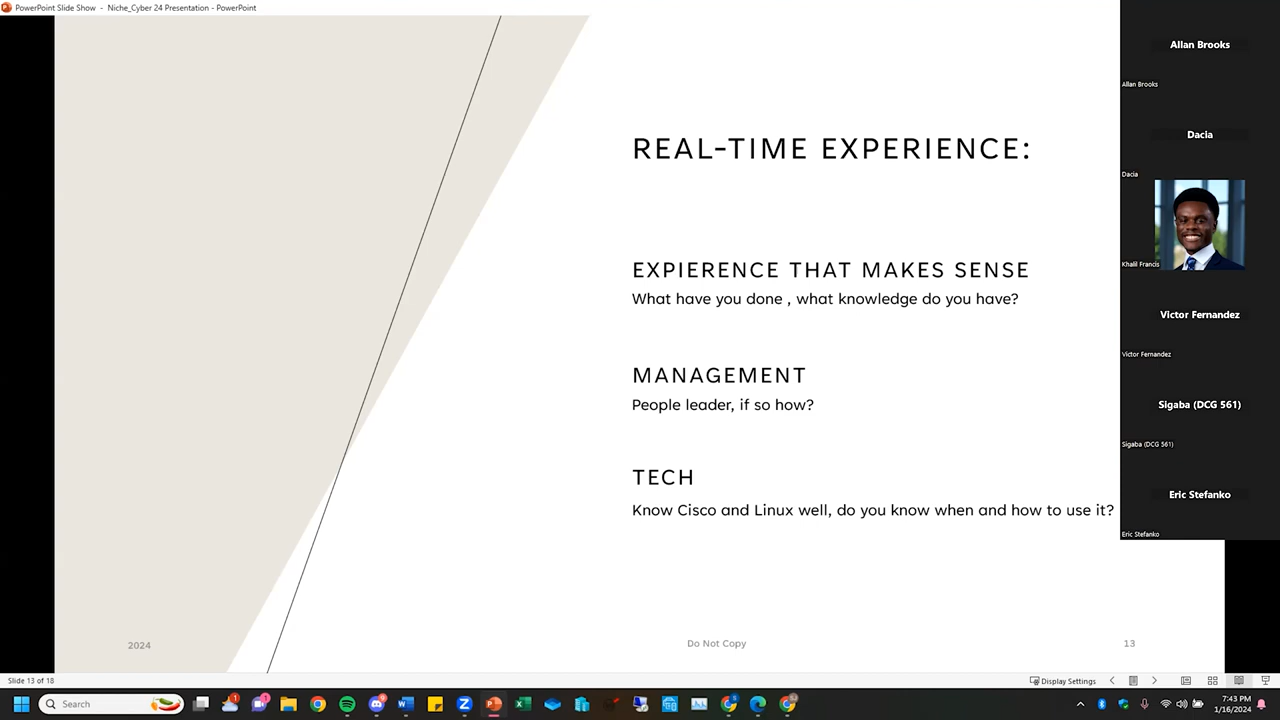 PowerPoint Slide Show - Niche_Cyber 24 Presentation - PowerPoint
REAL-TIME EXPERIENCE:
EXPIERENCE THAT MAKES SENSE
What have you done , what knowledge do you have?
MANAGEMENT
People leader, if so how?
TECH
Know Cisco and Linux well, do you know when and how to use it?
2024
Do Not Copy
13
Allan Brooks
Allan Brooks
Dacia
Dacia
Khalil Francis
Victor Fernandez
Victor Fernandez
Sigaba (DCG 561)
Sigaba (DCG 561)
Eric Stefanko
Eric Stefanko
Slide 13 of 18
Display Settings
Search
7:43 PM
1/16/2024